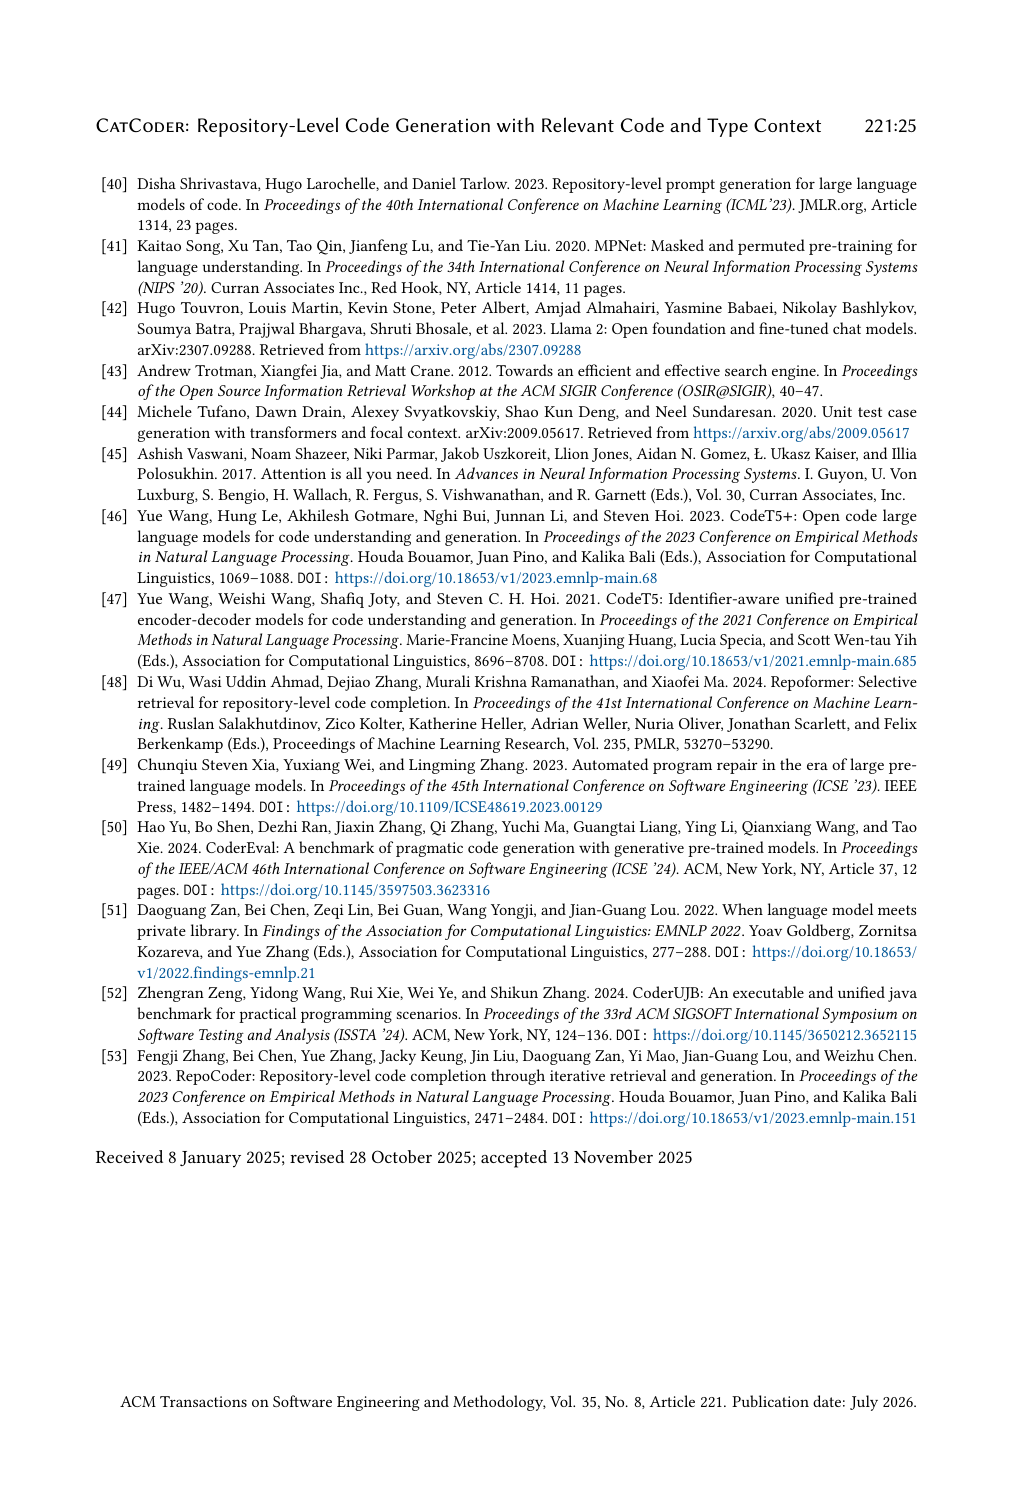 CatCoder: Repository-Level Code Generation with Relevant Code and Type Context 221:25
[40] Disha Shrivastava, Hugo Larochelle, and Daniel Tarlow. 2023. Repository-level prompt generation for large language
models of code. In Proceedings of the 40th International Conference on Machine Learning (ICML’23). JMLR.org, Article
1314, 23 pages.
[41] Kaitao Song, Xu Tan, Tao Qin, Jianfeng Lu, and Tie-Yan Liu. 2020. MPNet: Masked and permuted pre-training for
language understanding. In Proceedings of the 34th International Conference on Neural Information Processing Systems
(NIPS ’20). Curran Associates Inc., Red Hook, NY, Article 1414, 11 pages.
[42] Hugo Touvron, Louis Martin, Kevin Stone, Peter Albert, Amjad Almahairi, Yasmine Babaei, Nikolay Bashlykov,
Soumya Batra, Prajjwal Bhargava, Shruti Bhosale, et al. 2023. Llama 2: Open foundation and fine-tuned chat models.
arXiv:2307.09288. Retrieved from https://arxiv.org/abs/2307.09288
[43] Andrew Trotman, Xiangfei Jia, and Matt Crane. 2012. Towards an efficient and effective search engine. In Proceedings
of the Open Source Information Retrieval Workshop at the ACM SIGIR Conference (OSIR@SIGIR), 40–47.
[44] Michele Tufano, Dawn Drain, Alexey Svyatkovskiy, Shao Kun Deng, and Neel Sundaresan. 2020. Unit test case
generation with transformers and focal context. arXiv:2009.05617. Retrieved from https://arxiv.org/abs/2009.05617
[45] Ashish Vaswani, Noam Shazeer, Niki Parmar, Jakob Uszkoreit, Llion Jones, Aidan N. Gomez, Ł. Ukasz Kaiser, and Illia
Polosukhin. 2017. Attention is all you need. In Advances in Neural Information Processing Systems. I. Guyon, U. Von
Luxburg, S. Bengio, H. Wallach, R. Fergus, S. Vishwanathan, and R. Garnett (Eds.), Vol. 30, Curran Associates, Inc.
[46] Yue Wang, Hung Le, Akhilesh Gotmare, Nghi Bui, Junnan Li, and Steven Hoi. 2023. CodeT5+: Open code large
language models for code understanding and generation. In Proceedings of the 2023 Conference on Empirical Methods
in Natural Language Processing. Houda Bouamor, Juan Pino, and Kalika Bali (Eds.), Association for Computational
Linguistics, 1069–1088. DOI: https://doi.org/10.18653/v1/2023.emnlp-main.68
[47] Yue Wang, Weishi Wang, Shafiq Joty, and Steven C. H. Hoi. 2021. CodeT5: Identifier-aware unified pre-trained
encoder-decoder models for code understanding and generation. In Proceedings of the 2021 Conference on Empirical
Methods in Natural Language Processing. Marie-Francine Moens, Xuanjing Huang, Lucia Specia, and Scott Wen-tau Yih
(Eds.), Association for Computational Linguistics, 8696–8708. DOI: https://doi.org/10.18653/v1/2021.emnlp-main.685
[48] Di Wu, Wasi Uddin Ahmad, Dejiao Zhang, Murali Krishna Ramanathan, and Xiaofei Ma. 2024. Repoformer: Selective
retrieval for repository-level code completion. In Proceedings of the 41st International Conference on Machine Learn-
ing. Ruslan Salakhutdinov, Zico Kolter, Katherine Heller, Adrian Weller, Nuria Oliver, Jonathan Scarlett, and Felix
Berkenkamp (Eds.), Proceedings of Machine Learning Research, Vol. 235, PMLR, 53270–53290.
[49] Chunqiu Steven Xia, Yuxiang Wei, and Lingming Zhang. 2023. Automated program repair in the era of large pre-
trained language models. In Proceedings of the 45th International Conference on Software Engineering (ICSE ’23). IEEE
Press, 1482–1494. DOI: https://doi.org/10.1109/ICSE48619.2023.00129
[50] Hao Yu, Bo Shen, Dezhi Ran, Jiaxin Zhang, Qi Zhang, Yuchi Ma, Guangtai Liang, Ying Li, Qianxiang Wang, and Tao
Xie. 2024. CoderEval: A benchmark of pragmatic code generation with generative pre-trained models. In Proceedings
of the IEEE/ACM 46th International Conference on Software Engineering (ICSE ’24). ACM, New York, NY, Article 37, 12
pages. DOI: https://doi.org/10.1145/3597503.3623316
[51] Daoguang Zan, Bei Chen, Zeqi Lin, Bei Guan, Wang Yongji, and Jian-Guang Lou. 2022. When language model meets
private library. In Findings of the Association for Computational Linguistics: EMNLP 2022. Yoav Goldberg, Zornitsa
Kozareva, and Yue Zhang (Eds.), Association for Computational Linguistics, 277–288. DOI: https://doi.org/10.18653/
v1/2022.findings-emnlp.21
[52] Zhengran Zeng, Yidong Wang, Rui Xie, Wei Ye, and Shikun Zhang. 2024. CoderUJB: An executable and unified java
benchmark for practical programming scenarios. In Proceedings of the 33rd ACM SIGSOFT International Symposium on
Software Testing and Analysis (ISSTA ’24). ACM, New York, NY, 124–136. DOI: https://doi.org/10.1145/3650212.3652115
[53] Fengji Zhang, Bei Chen, Yue Zhang, Jacky Keung, Jin Liu, Daoguang Zan, Yi Mao, Jian-Guang Lou, and Weizhu Chen.
2023. RepoCoder: Repository-level code completion through iterative retrieval and generation. In Proceedings of the
2023 Conference on Empirical Methods in Natural Language Processing. Houda Bouamor, Juan Pino, and Kalika Bali
(Eds.), Association for Computational Linguistics, 2471–2484. DOI: https://doi.org/10.18653/v1/2023.emnlp-main.151
Received 8 January 2025; revised 28 October 2025; accepted 13 November 2025
ACM Transactions on Software Engineering and Methodology, Vol. 35, No. 8, Article 221. Publication date: July 2026.